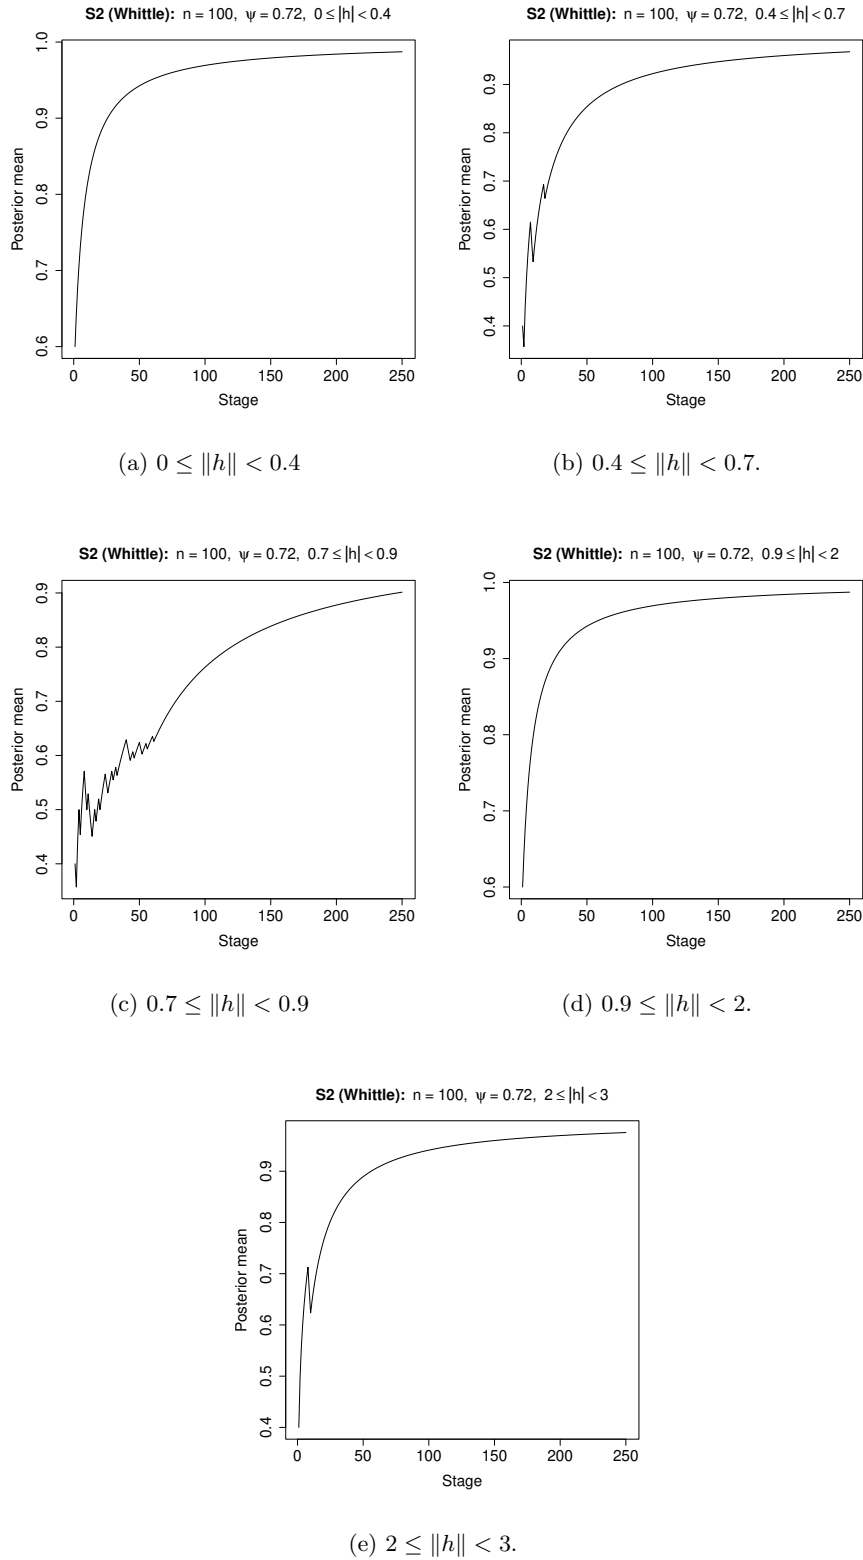 S2 (Whittle): n = 100, ψ = 0.72, 0 ≤ |h| < 0.4
Posterior mean
1.0
0.9
0.8
0.7
0.6
0 50 100 150 200 250
Stage
(a) 0 ≤ ‖h‖ < 0.4
S2 (Whittle): n = 100, ψ = 0.72, 0.4 ≤ |h| < 0.7
Posterior mean
0.9
0.8
0.7
0.6
0.5
0.4
0 50 100 150 200 250
Stage
(b) 0.4 ≤ ‖h‖ < 0.7.
S2 (Whittle): n = 100, ψ = 0.72, 0.7 ≤ |h| < 0.9
Posterior mean
0.9
0.8
0.7
0.6
0.5
0.4
0 50 100 150 200 250
Stage
(c) 0.7 ≤ ‖h‖ < 0.9
S2 (Whittle): n = 100, ψ = 0.72, 0.9 ≤ |h| < 2
Posterior mean
1.0
0.9
0.8
0.7
0.6
0 50 100 150 200 250
Stage
(d) 0.9 ≤ ‖h‖ < 2.
S2 (Whittle): n = 100, ψ = 0.72, 2 ≤ |h| < 3
Posterior mean
0.9
0.8
0.7
0.6
0.5
0.4
0 50 100 150 200 250
Stage
(e) 2 ≤ ‖h‖ < 3.